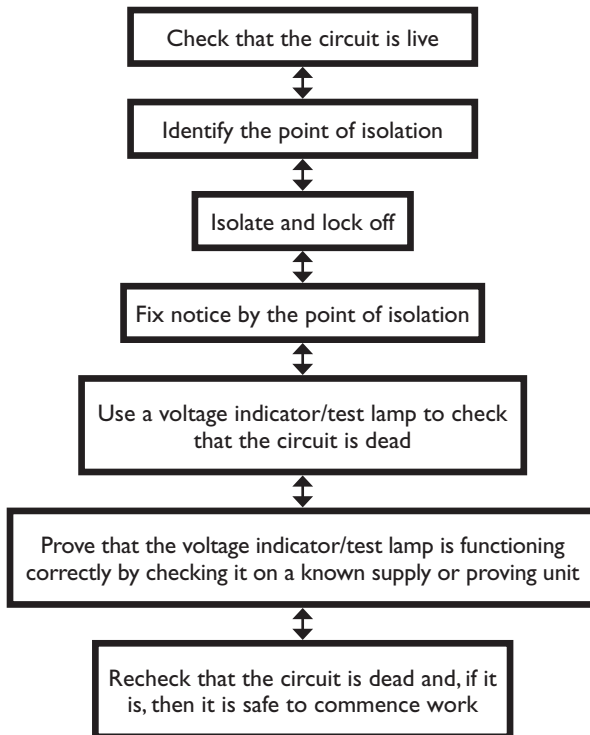 Check that the circuit is live
Identify the point of isolation
Isolate and lock off
Fix notice by the point of isolation
Use a voltage indicator/test lamp to check
that the circuit is dead
Prove that the voltage indicator/test lamp is functioning
correctly by checking it on a known supply or proving unit
Recheck that the circuit is dead and, if it
is, then it is safe to commence work